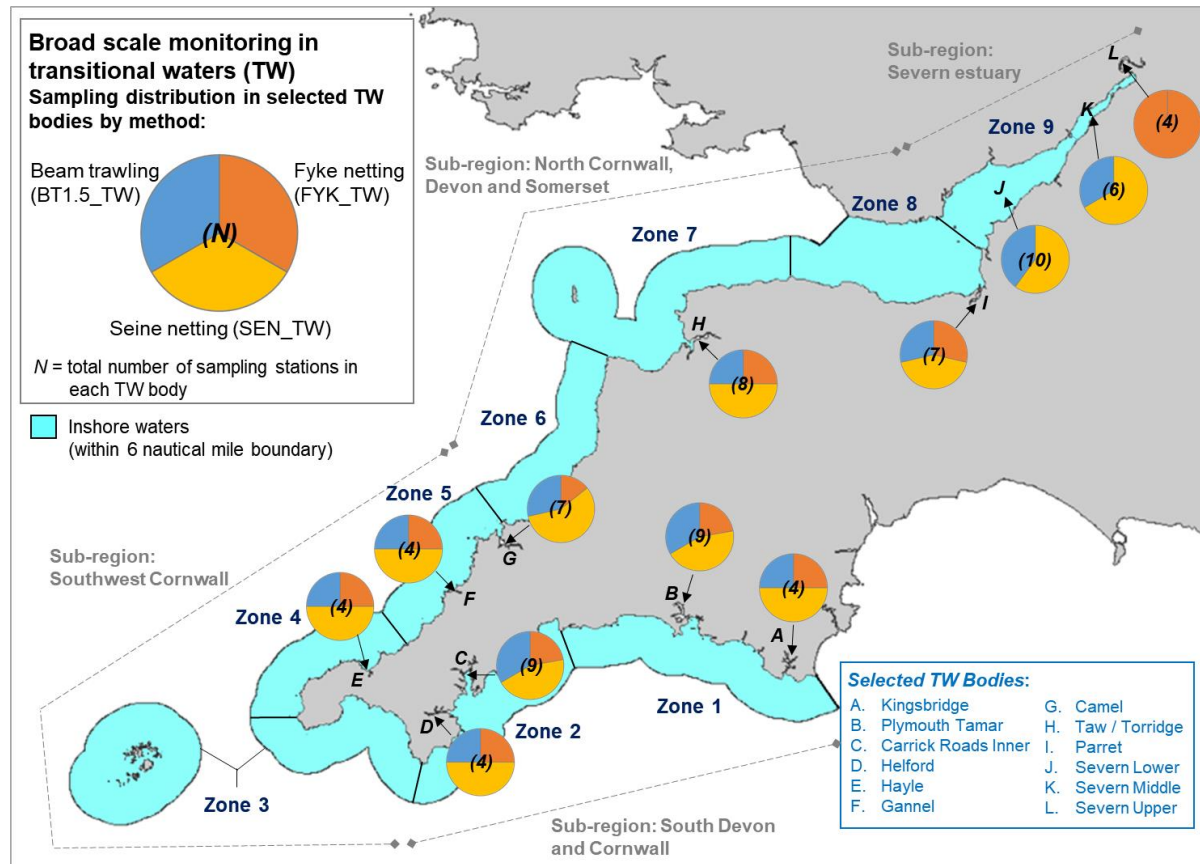 Broad scale monitoring in
transitional waters (TW)
Sampling distribution in selected TW
bodies by method:
Beam trawling
(BT1.5_TW)
Fyke netting
(FYK_TW)
(N)
Seine netting (SEN_TW)
N = total number of sampling stations in
each TW body
Inshore waters
(within 6 nautical mile boundary)
Sub-region:
Severn estuary
L
(4)
K
Zone 9
(6)
Sub-region: North Cornwall,
Devon and Somerset
J
Zone 8
(10)
Zone 7
I
(7)
H
(8)
Zone 6
Zone 5
(7)
G
(4)
F
Sub-region:
Southwest Cornwall
Zone 4
(4)
E
(9)
B
(4)
A
C
(9)
D
Zone 2
(4)
Zone 1
Zone 3
Sub-region: South Devon
and Cornwall
Selected TW Bodies:
A. Kingsbridge
B. Plymouth Tamar
C. Carrick Roads Inner
D. Helford
E. Hayle
F. Gannel
G. Camel
H. Taw / Torridge
I. Parret
J. Severn Lower
K. Severn Middle
L. Severn Upper